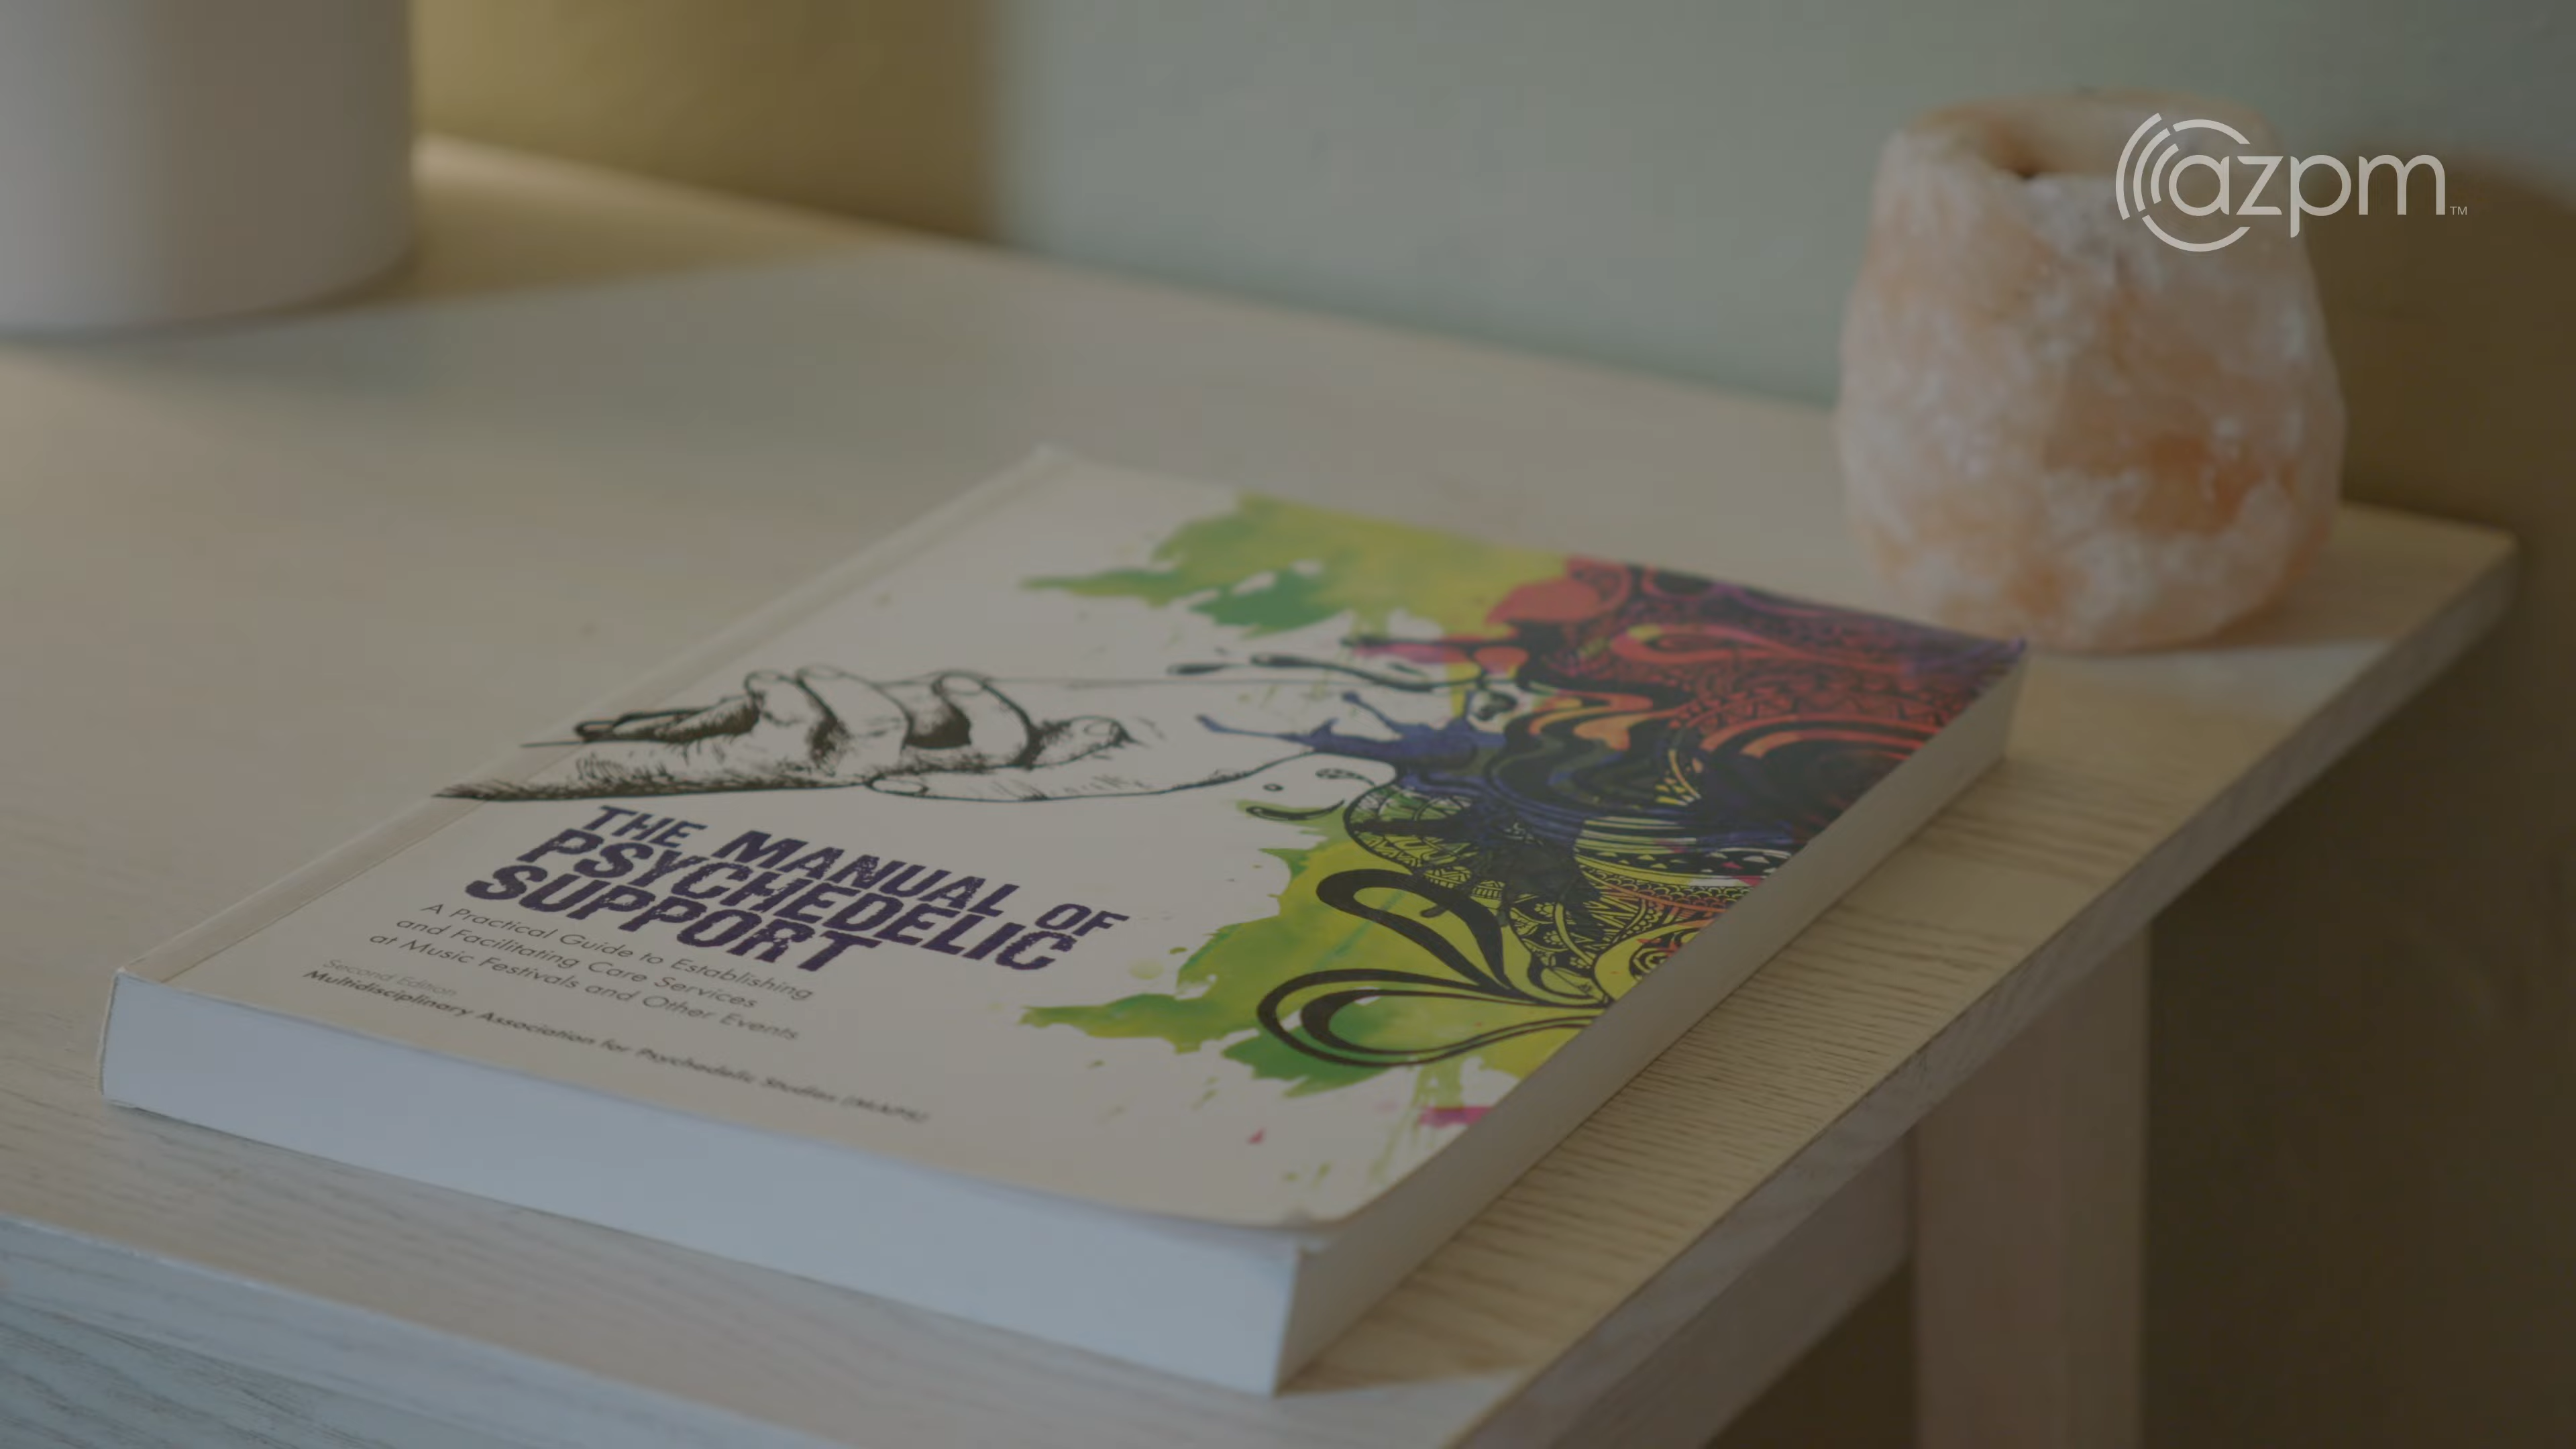 azpm™
THE MANUAL OF
PSYCHEDELIC
SUPPORT
A Practical Guide to Establishing
and Facilitating Care Services
at Music Festivals and Other Events
Second Edition
Multidisciplinary Association for Psychedelic Studies (MAPS)